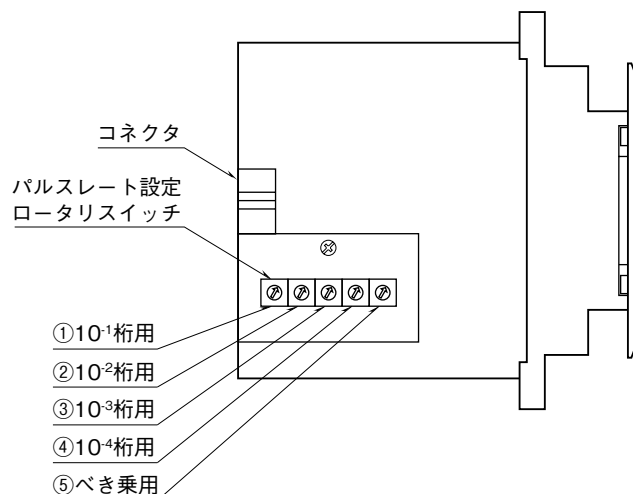 コネクタ
パルスレート設定
ロータリスイッチ
①10-1桁用
②10-2桁用
③10-3桁用
④10-4桁用
⑤べき乗用